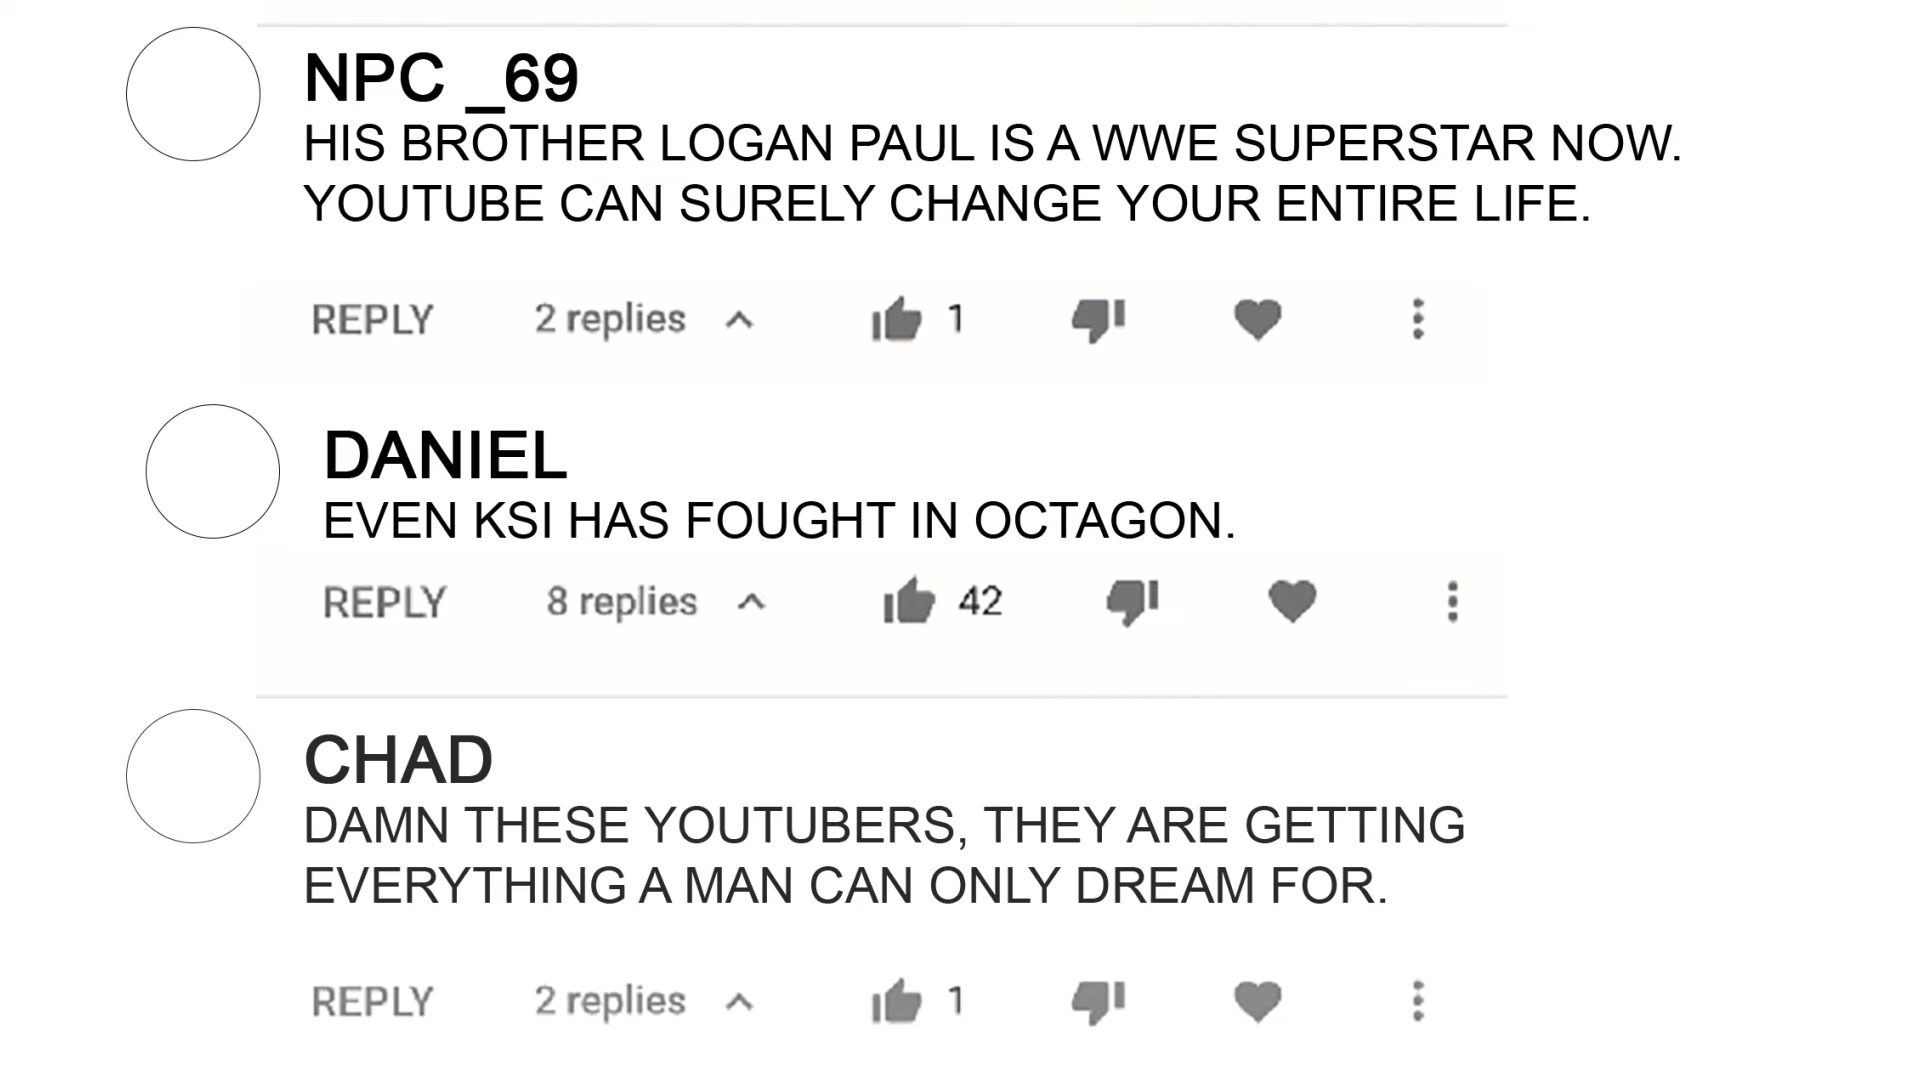 NPC _69
HIS BROTHER LOGAN PAUL IS A WWE SUPERSTAR NOW.
YOUTUBE CAN SURELY CHANGE YOUR ENTIRE LIFE.
REPLY 2 replies 1
DANIEL
EVEN KSI HAS FOUGHT IN OCTAGON.
REPLY 8 replies 42
CHAD
DAMN THESE YOUTUBERS, THEY ARE GETTING
EVERYTHING A MAN CAN ONLY DREAM FOR.
REPLY 2 replies 1